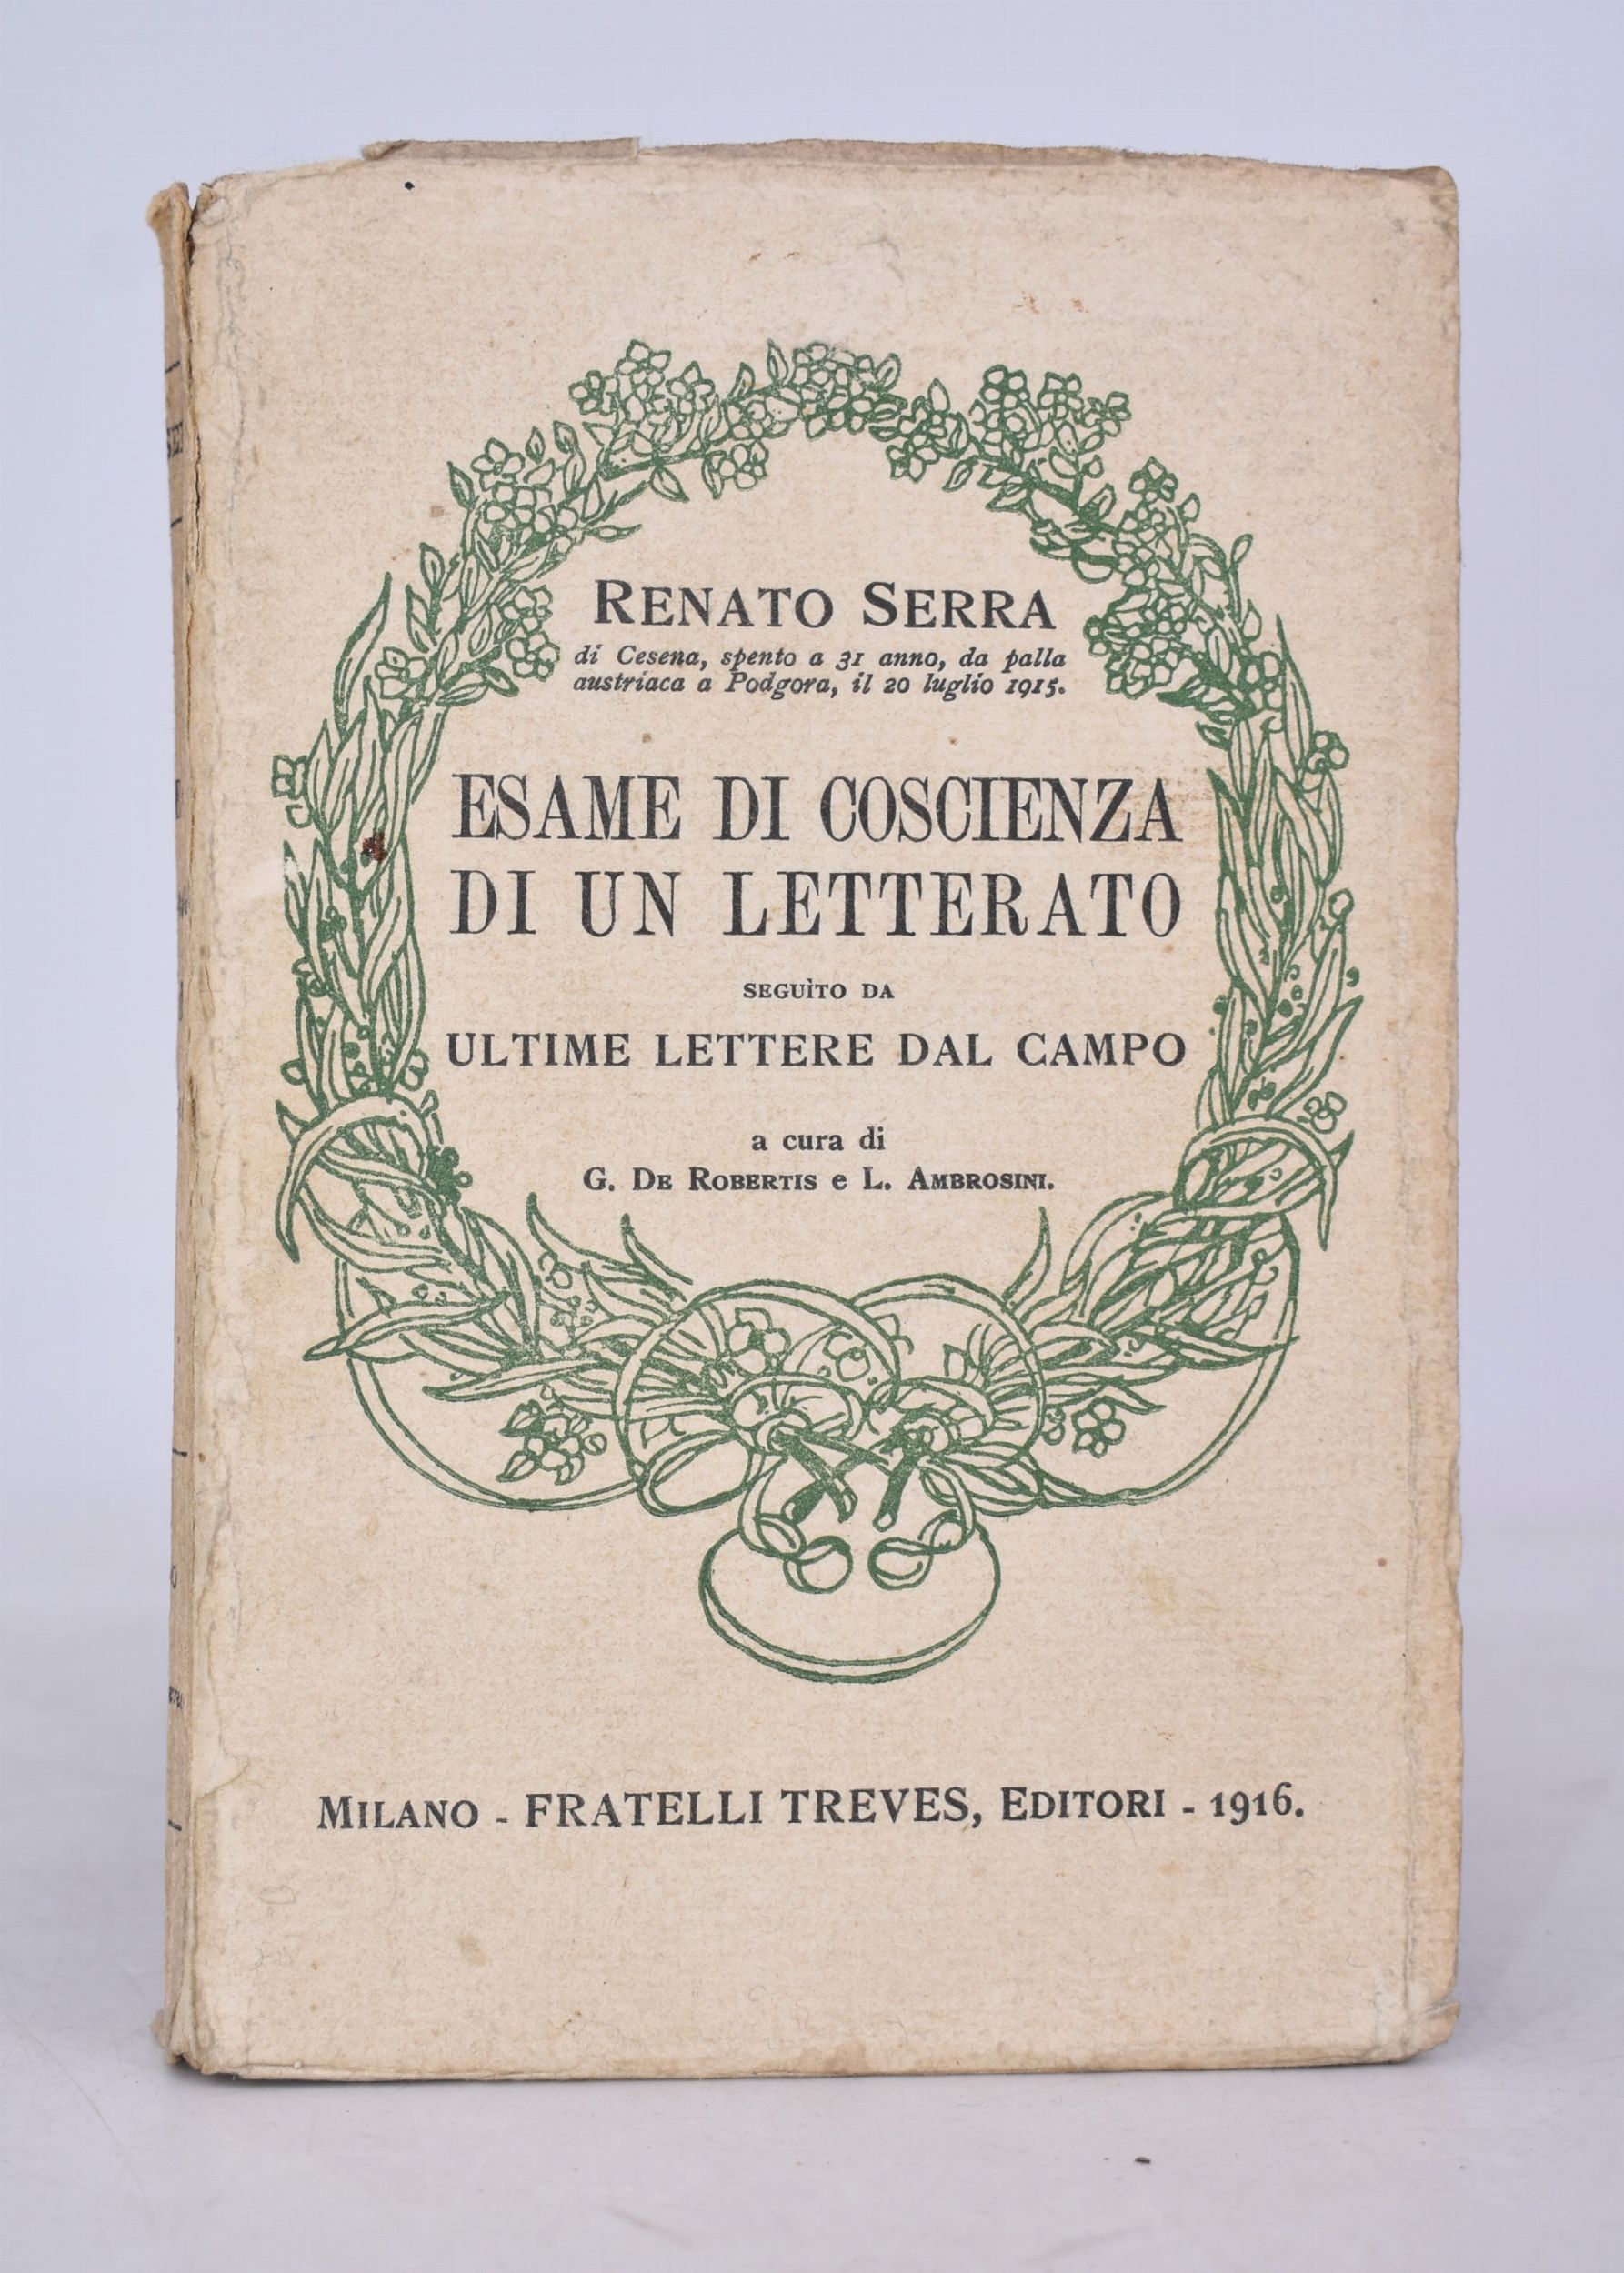 RENATO SERRA
di Cesena, spento a 31 anno, da palla
austriaca a Podgora, il 20 luglio 1915.
ESAME DI COSCIENZA
DI UN LETTERATO
SEGUÌTO DA
ULTIME LETTERE DAL CAMPO
a cura di
G. DE ROBERTIS e L. AMBROSINI.
MILANO - FRATELLI TREVES, EDITORI - 1916.